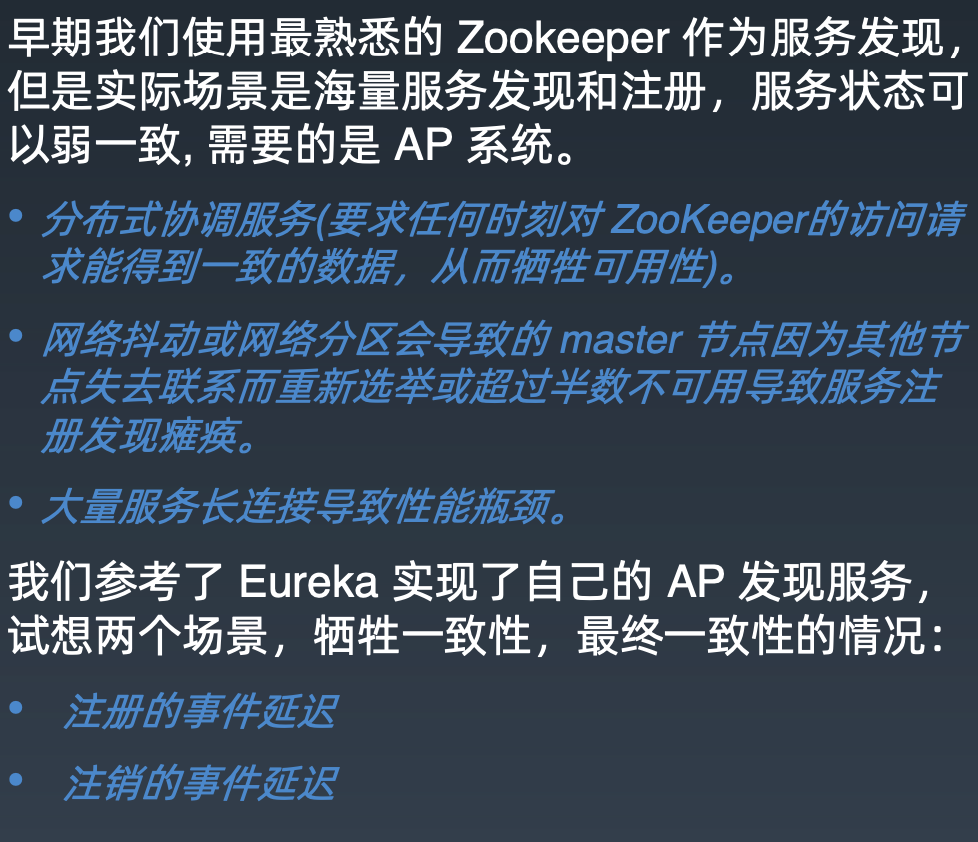 早期我们使用最熟悉的 Zookeeper 作为服务发现，
但是实际场景是海量服务发现和注册，服务状态可
以弱一致, 需要的是 AP 系统。
• 分布式协调服务(要求任何时刻对 ZooKeeper的访问请
求能得到一致的数据，从而牺牲可用性)。
• 网络抖动或网络分区会导致的 master 节点因为其他节
点失去联系而重新选举或超过半数不可用导致服务注
册发现瘫痪。
• 大量服务长连接导致性能瓶颈。
我们参考了 Eureka 实现了自己的 AP 发现服务，
试想两个场景，牺牲一致性，最终一致性的情况：
• 注册的事件延迟
• 注销的事件延迟